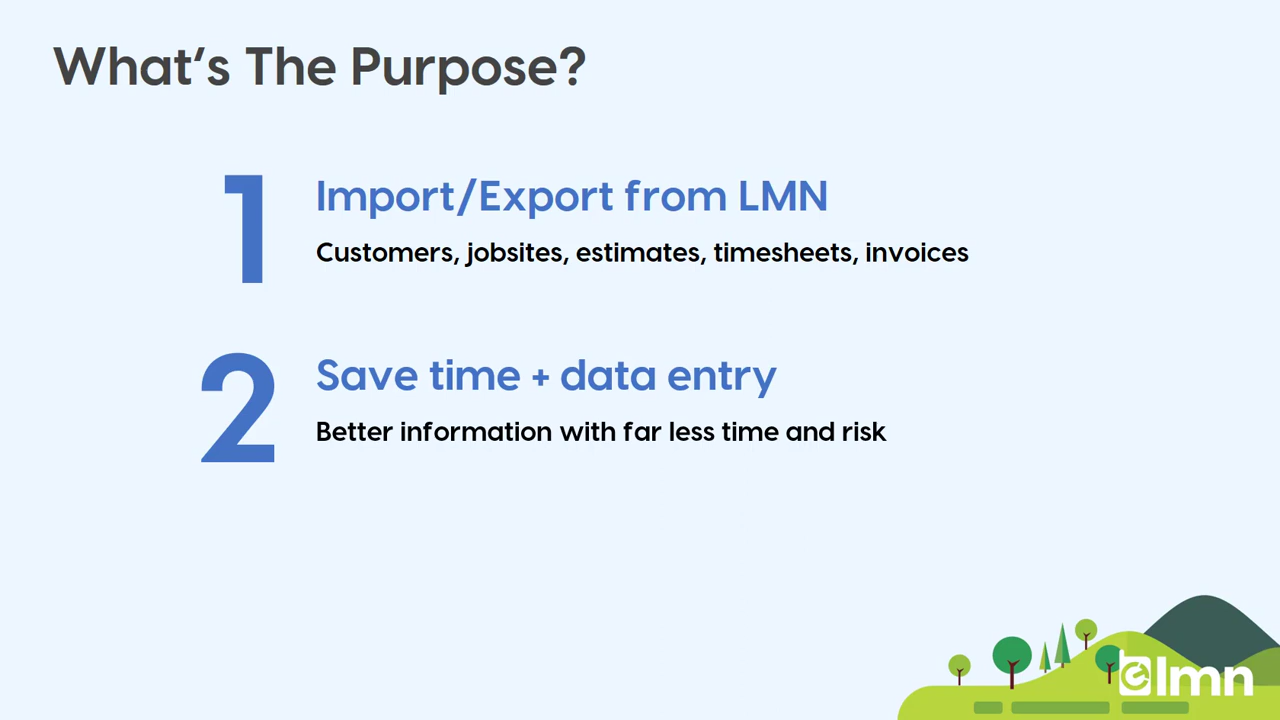 What's The Purpose?
1
Import/Export from LMN
Customers, jobsites, estimates, timesheets, invoices
2
Save time + data entry
Better information with far less time and risk
lmn